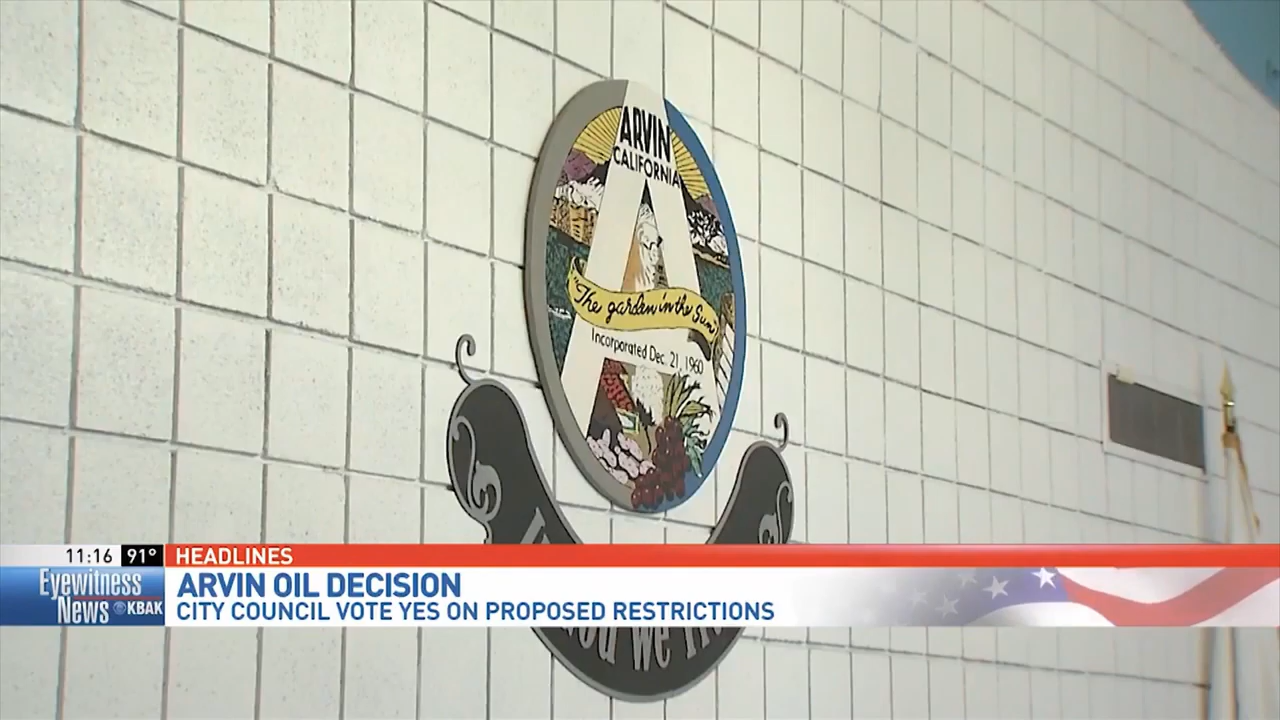 ARVIN
CALIFORNIA
"The garden in the Sun"
Incorporated Dec. 21, 1960
we
11:16 91° HEADLINES
Eyewitness
News KBAK
ARVIN OIL DECISION
CITY COUNCIL VOTE YES ON PROPOSED RESTRICTIONS